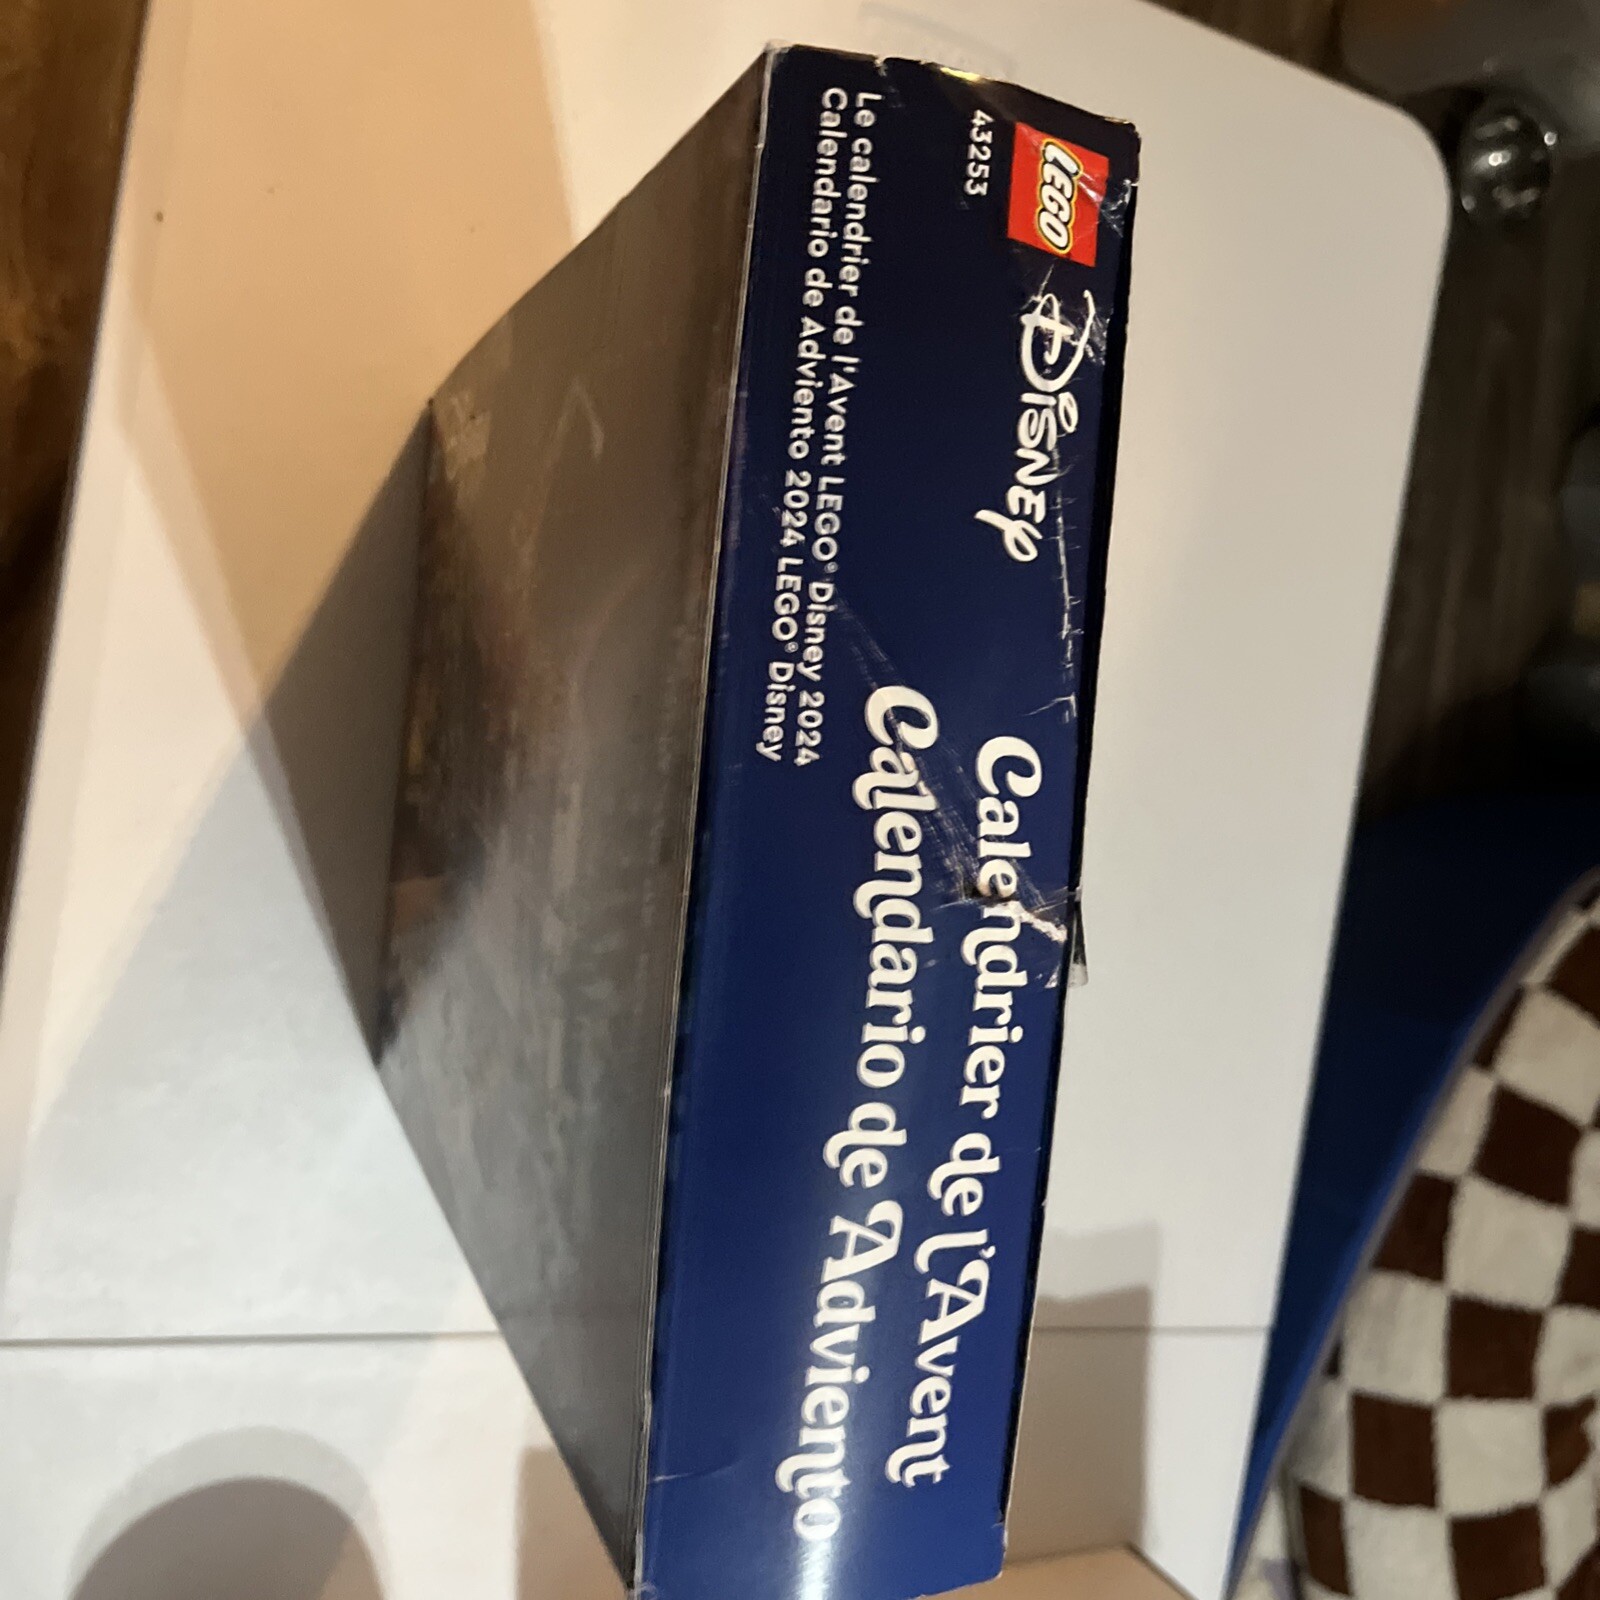 LEGO
43253
Disney
Calendrier de l'Avent
Calendario de Adviento
Le calendrier de l'Avent LEGO® Disney 2024
Calendario de Adviento 2024 LEGO® Disney